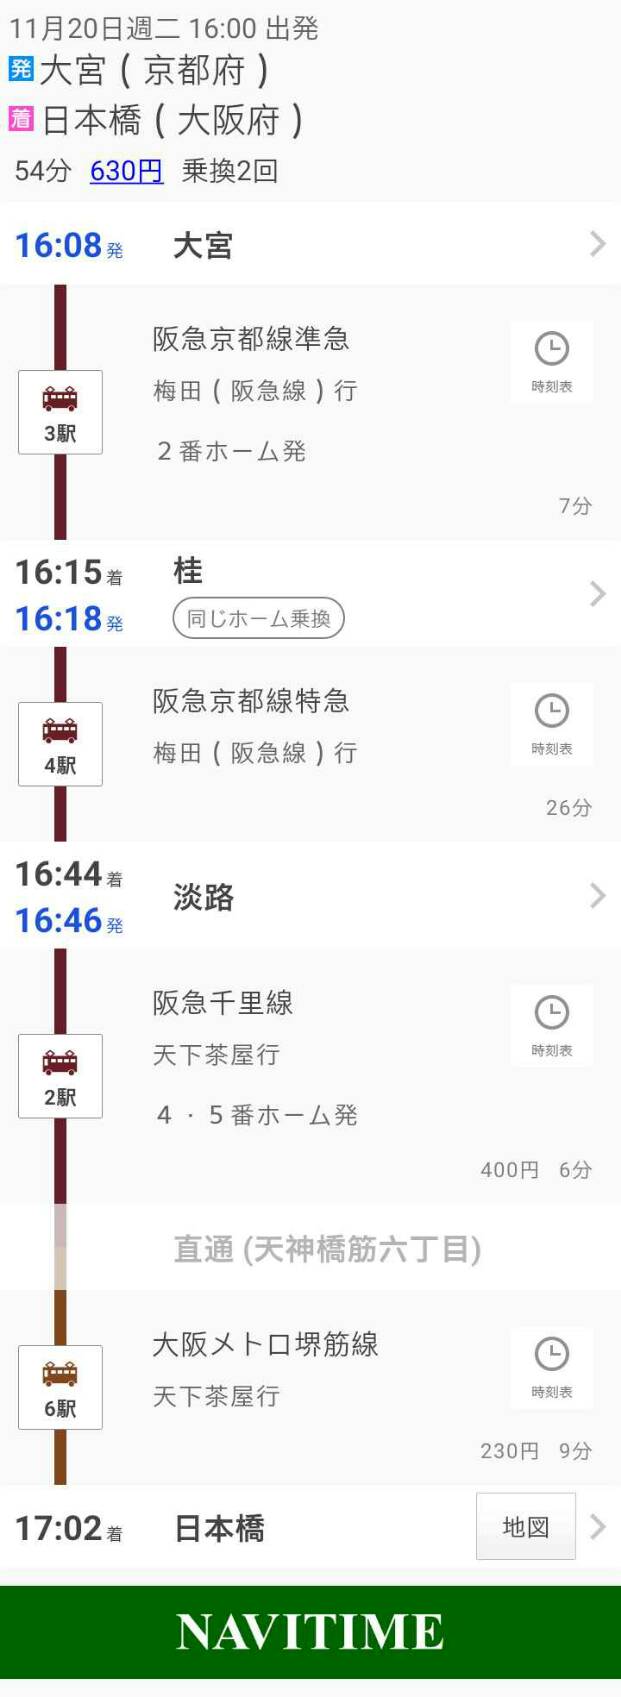 11月20日週二 16:00 出発
発 大宮 ( 京都府 )
着 日本橋 ( 大阪府 )
54分 630円 乗換2回
16:08 発 大宮
阪急京都線準急
時刻表
梅田 ( 阪急線 ) 行
3駅
２番ホーム発
7分
16:15 着 桂
16:18 発 同じホーム乗換
阪急京都線特急
時刻表
梅田 ( 阪急線 ) 行
4駅
26分
16:44 着
淡路
16:46 発
阪急千里線
時刻表
天下茶屋行
2駅
４・５番ホーム発
400円 6分
直通 (天神橋筋六丁目)
大阪メトロ堺筋線
時刻表
天下茶屋行
6駅
230円 9分
17:02 着 日本橋 地図
NAVITIME